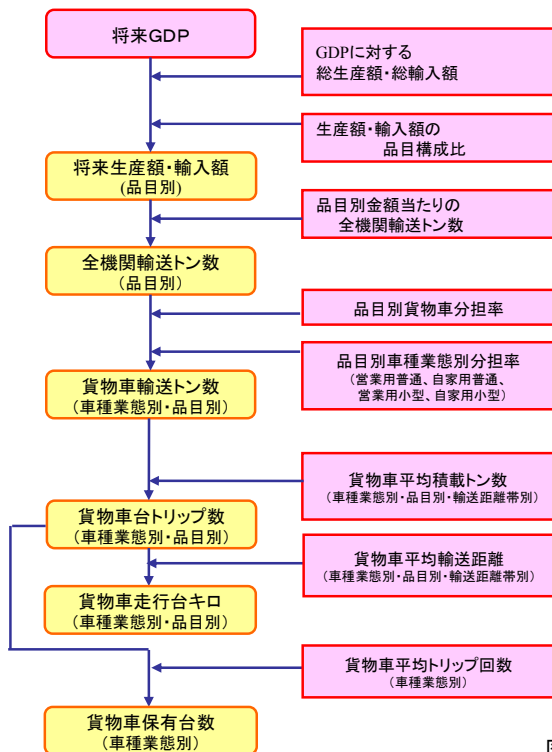 将来GDP
GDPに対する
総生産額・総輸入額
生産額・輸入額の
品目構成比
将来生産額・輸入額
(品目別)
品目別金額当たりの
全機関輸送トン数
全機関輸送トン数
(品目別)
品目別貨物車分担率
品目別車種業態別分担率
(営業用普通、自家用普通、
営業用小型、自家用小型)
貨物車輸送トン数
(車種業態別・品目別)
貨物車平均積載トン数
(車種業態別・品目別・輸送距離帯別)
貨物車台トリップ数
(車種業態別・品目別)
貨物車平均輸送距離
(車種業態別・品目別・輸送距離帯別)
貨物車走行台キロ
(車種業態別・品目別)
貨物車平均トリップ回数
(車種業態別)
貨物車保有台数
(車種業態別)